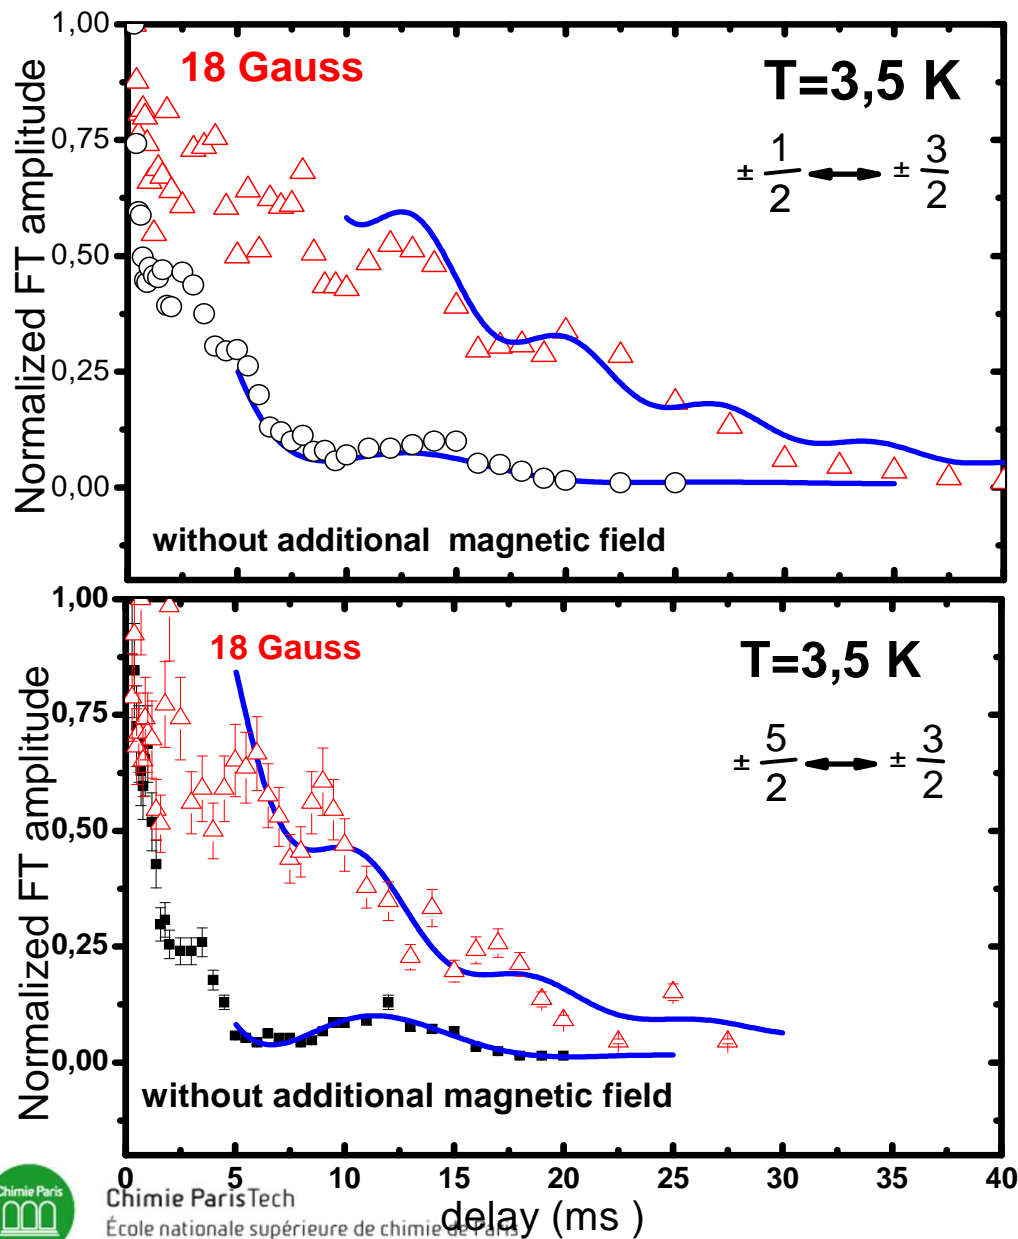 1,00
18 Gauss
T=3,5 K
0,75
± 1/2 ± 3/2
Normalized FT amplitude
0,50
0,25
0,00
without additional magnetic field
1,00
18 Gauss
T=3,5 K
0,75
± 5/2 ± 3/2
Normalized FT amplitude
0,50
0,25
0,00
without additional magnetic field
0 5 10 15 20 25 30 35 40
delay (ms )
Chimie Paris
Chimie ParisTech
École nationale supérieure de chimie de Paris